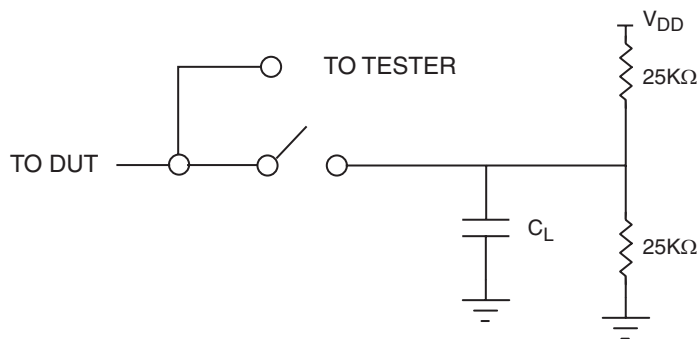 V_DD
TO TESTER
25KΩ
TO DUT
C_L
25KΩ